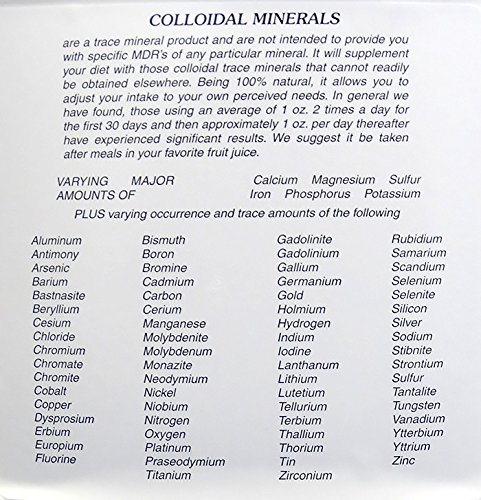 COLLOIDAL MINERALS
are a trace mineral product and are not intended to provide you
with specific MDR's of any particular mineral. It will supplement
your diet with those colloidal trace minerals that cannot readily
be obtained elsewhere. Being 100% natural, it allows you to
adjust your intake to your own perceived needs. In general we
have found, those using an average of 1 oz. 2 times a day for
the first 30 days and then approximately 1 oz. per day thereafter
have experienced significant results. We suggest it be taken
after meals in your favorite fruit juice.
VARYING MAJOR Calcium Magnesium Sulfur
AMOUNTS OF Iron Phosphorus Potassium
PLUS varying occurrence and trace amounts of the following
Aluminum
Antimony
Arsenic
Barium
Bastnasite
Beryllium
Cesium
Chloride
Chromium
Chromate
Chromite
Cobalt
Copper
Dysprosium
Erbium
Europium
Fluorine
Bismuth
Boron
Bromine
Cadmium
Carbon
Cerium
Manganese
Molybdenite
Molybdenum
Monazite
Neodymium
Nickel
Niobium
Nitrogen
Oxygen
Platinum
Praseodymium
Titanium
Gadolinite
Gadolinium
Gallium
Germanium
Gold
Holmium
Hydrogen
Indium
Iodine
Lanthanum
Lithium
Lutetium
Tellurium
Terbium
Thallium
Thorium
Tin
Zirconium
Rubidium
Samarium
Scandium
Selenium
Selenite
Silicon
Silver
Sodium
Stibnite
Strontium
Sulfur
Tantalite
Tungsten
Vanadium
Ytterbium
Yttrium
Zinc